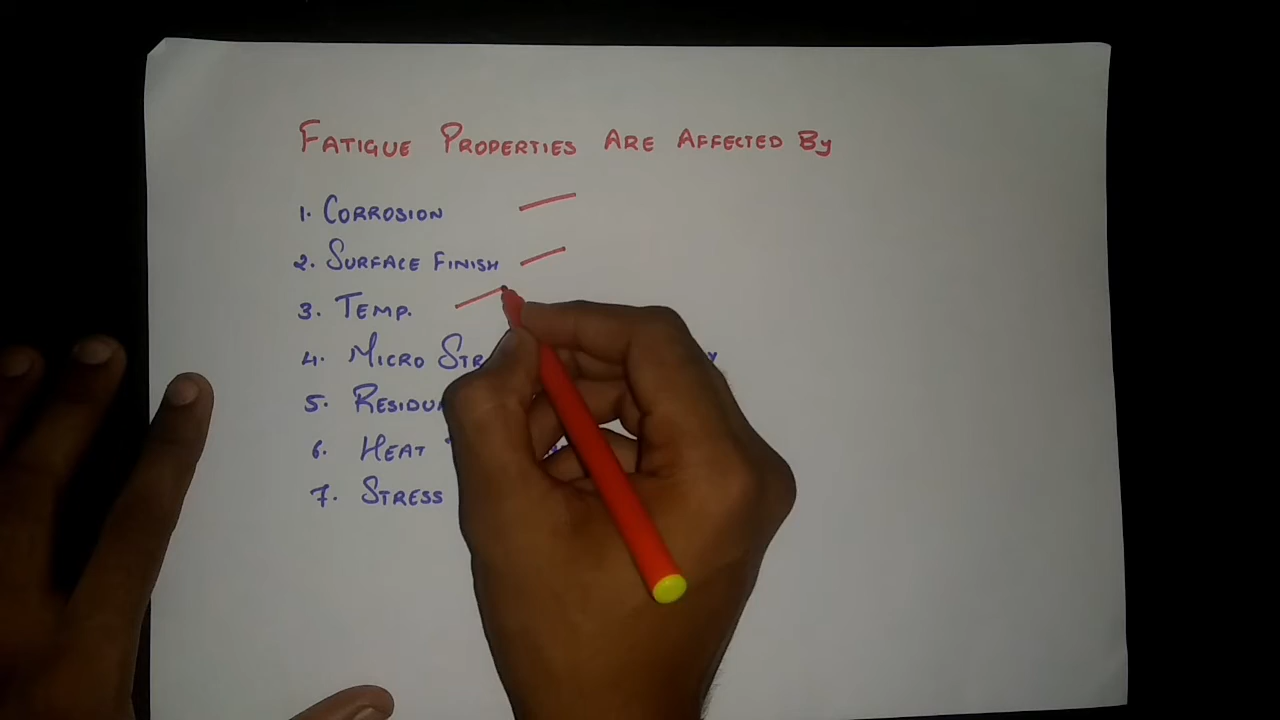 FATIGUE PROPERTIES ARE AFFECTED By
1. CORROSION
2. SURFACE FINISH
3. TEMP.
4. MICRO
5.
6. HEAT
7. STRESS